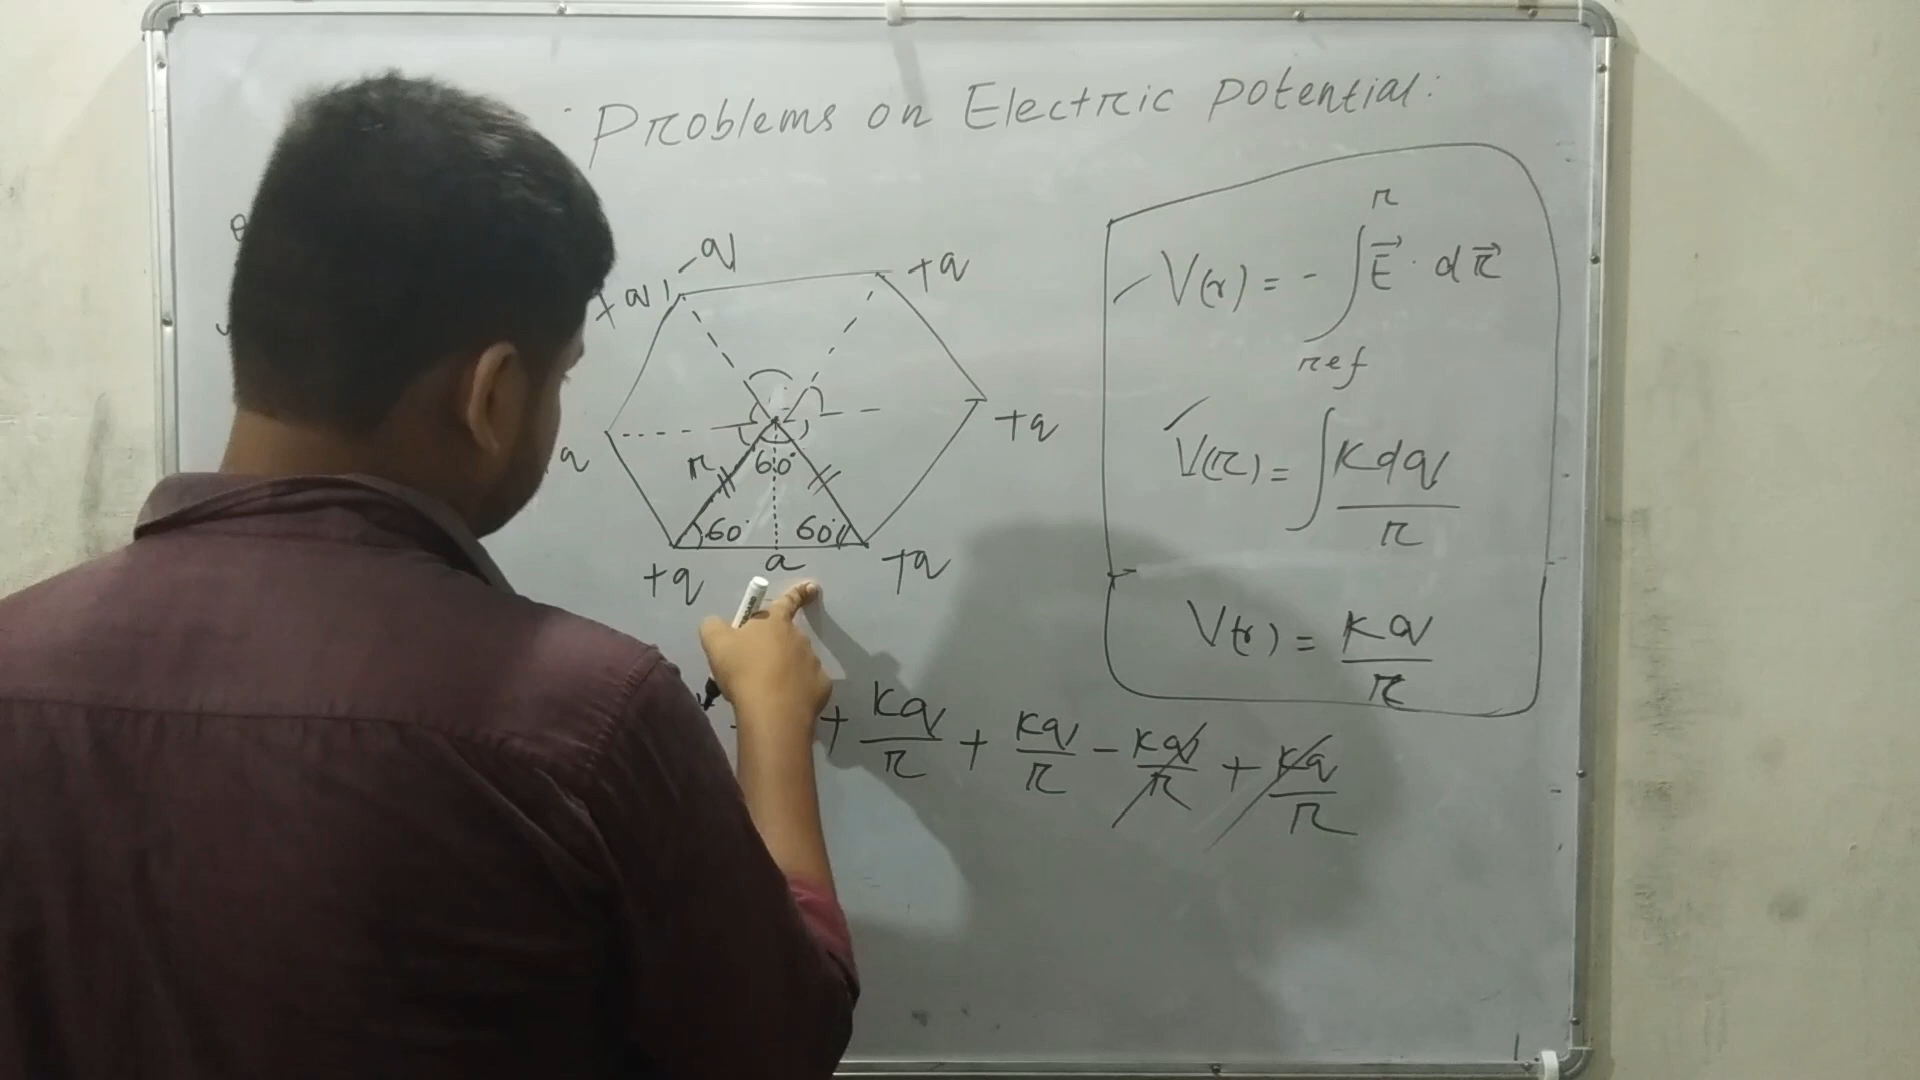 Problems on Electric potential:
-q
+q
+q
+q
q
r
60°
60°
60°
a
+q
+q
V(r) = - ∫ E⃗ · dr⃗
r
ref
V(r) = ∫ Kdq / r
V(r) = Kq / r
+ Kq/r + Kq/r - Kq/r + Kq/r